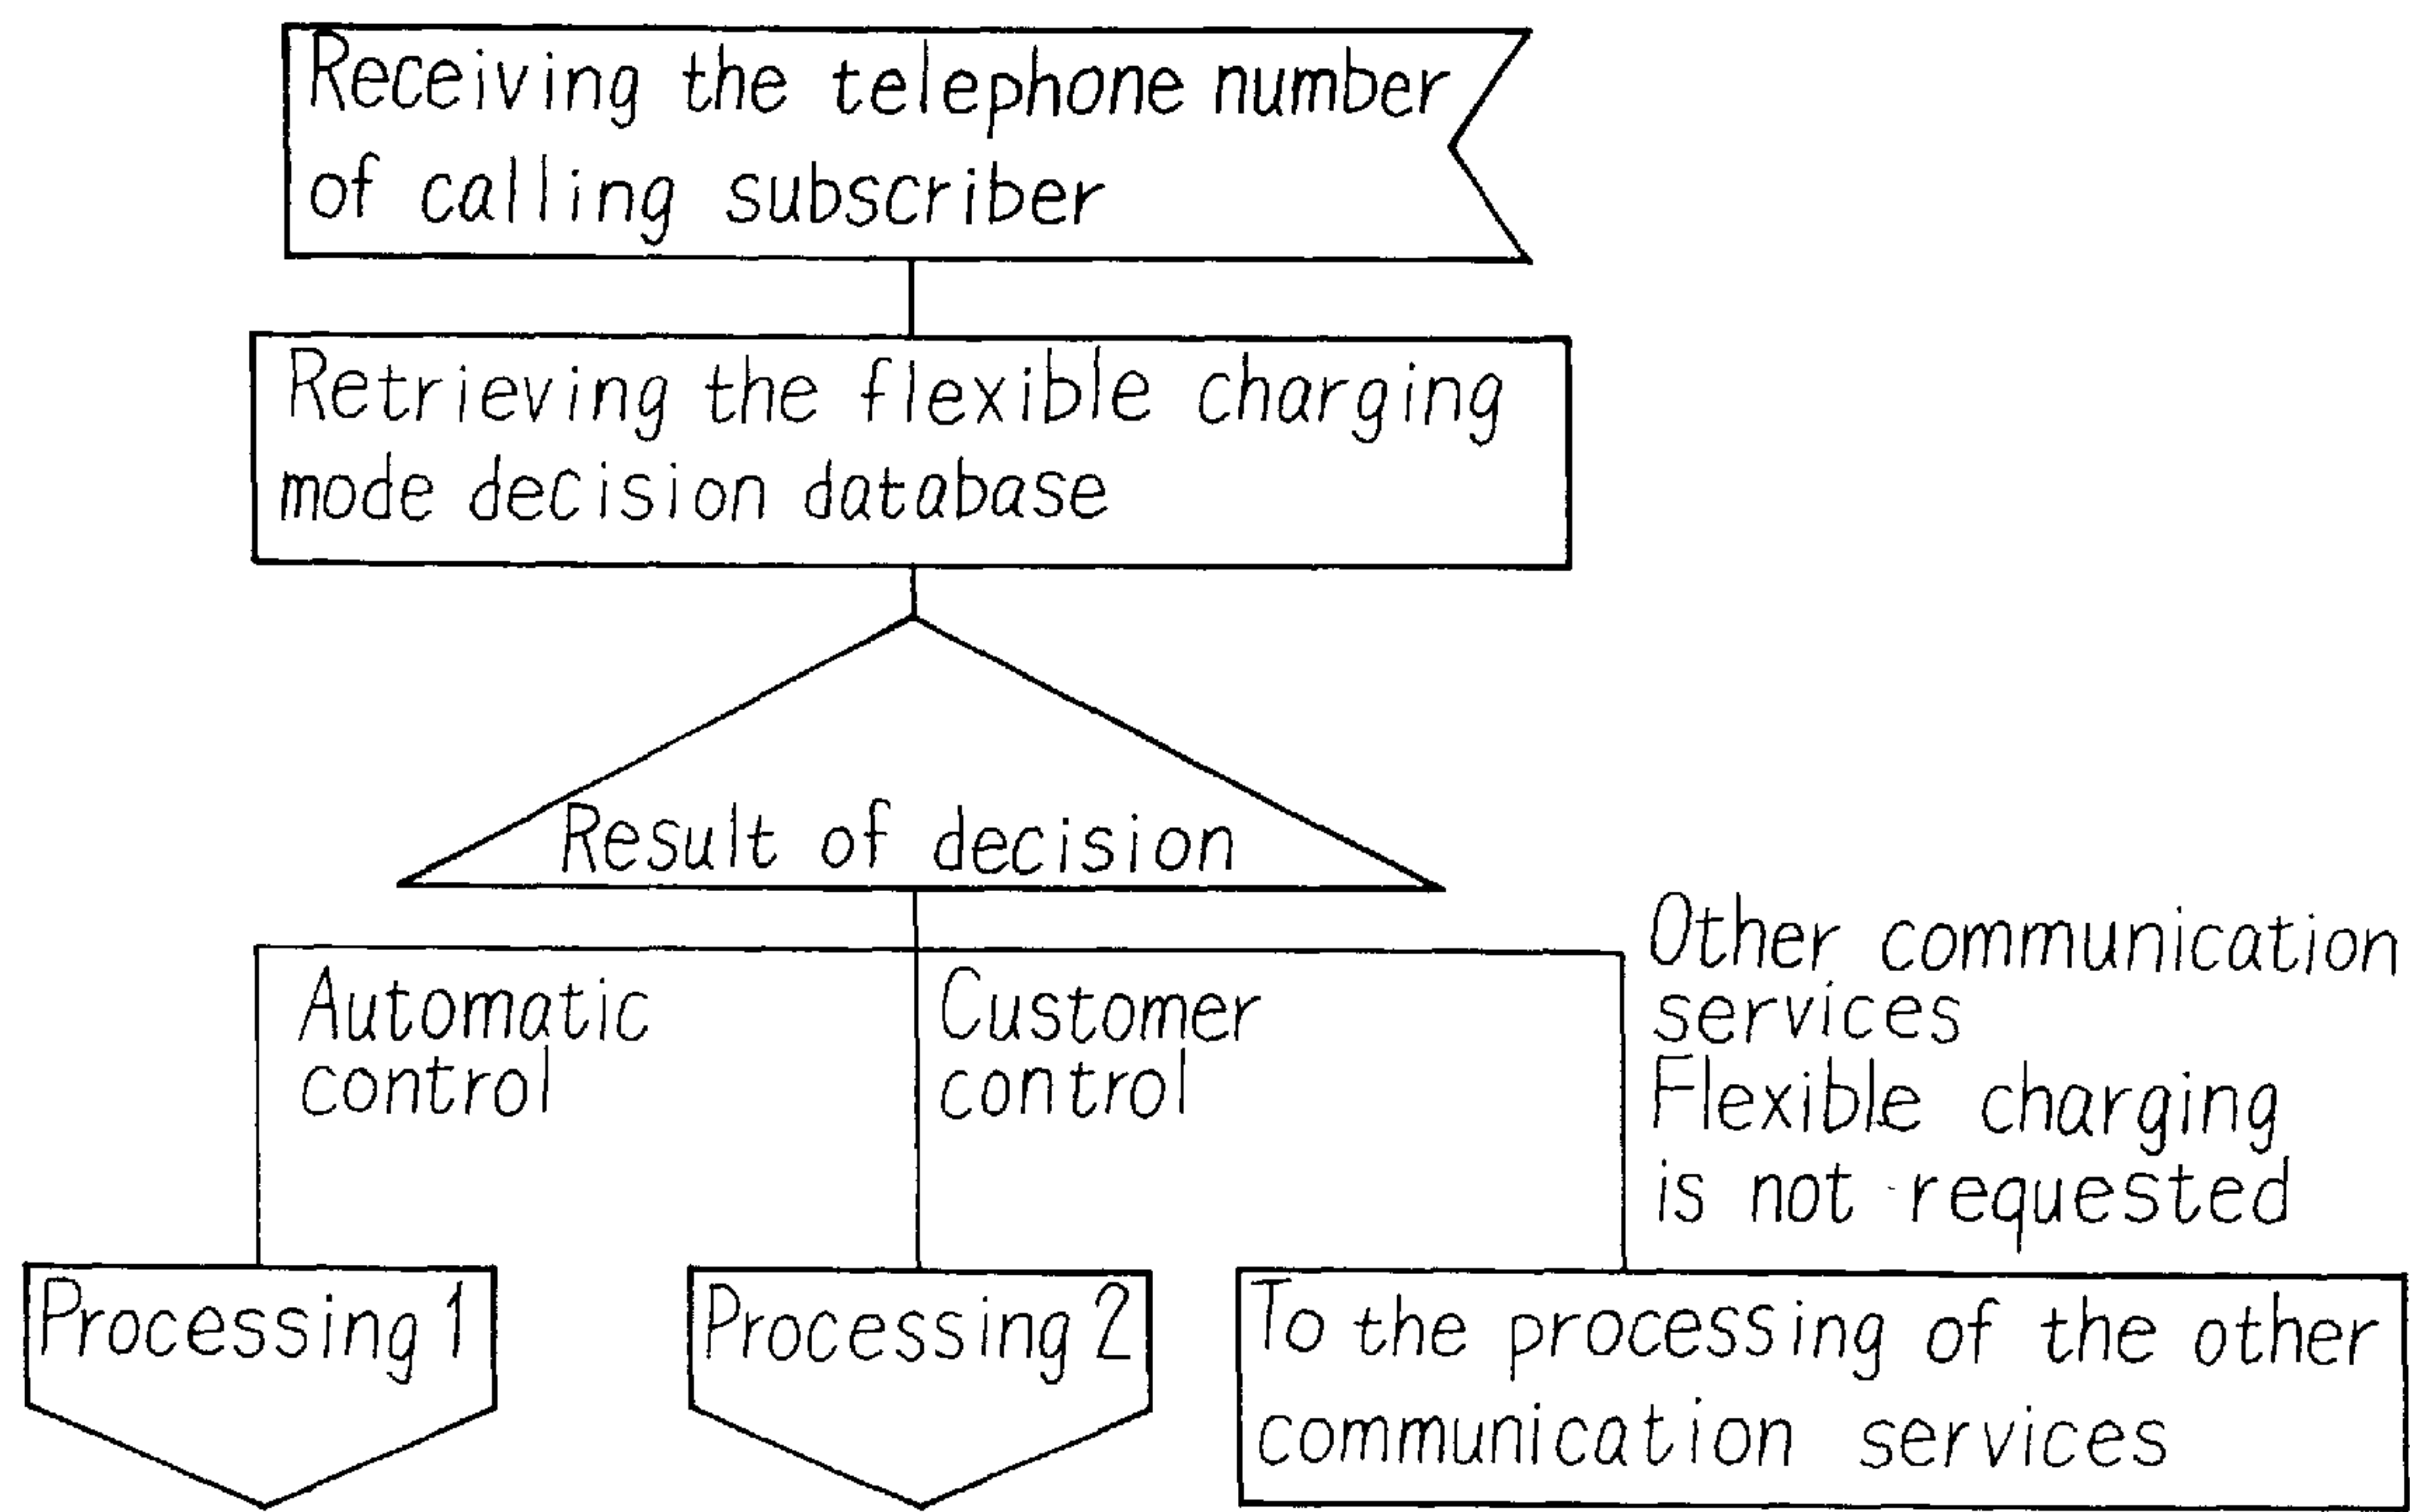 Receiving the telephone number
of calling subscriber
Retrieving the flexible charging
mode decision database
Result of decision
Automatic
control
Customer
control
Other communication
services
Flexible charging
is not requested
Processing 1
Processing 2
To the processing of the other
communication services